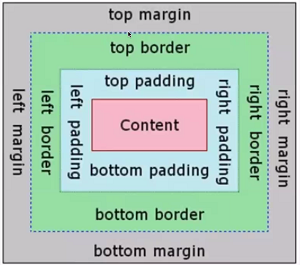 top margin
top border
top padding
left margin
left border
left padding
Content
right padding
right border
right margin
bottom padding
bottom border
bottom margin